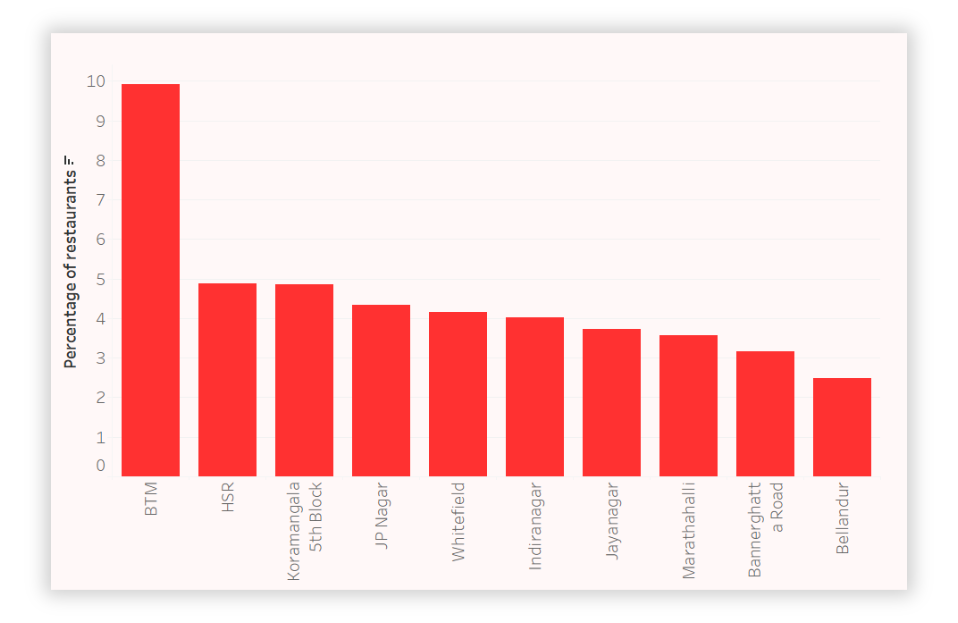 Percentage of restaurants
10
9
8
7
6
5
4
3
2
1
0
BTM
HSR
Koramangala
5th Block
JP Nagar
Whitefield
Indiranagar
Jayanagar
Marathahalli
Bannerghatt
a Road
Bellandur